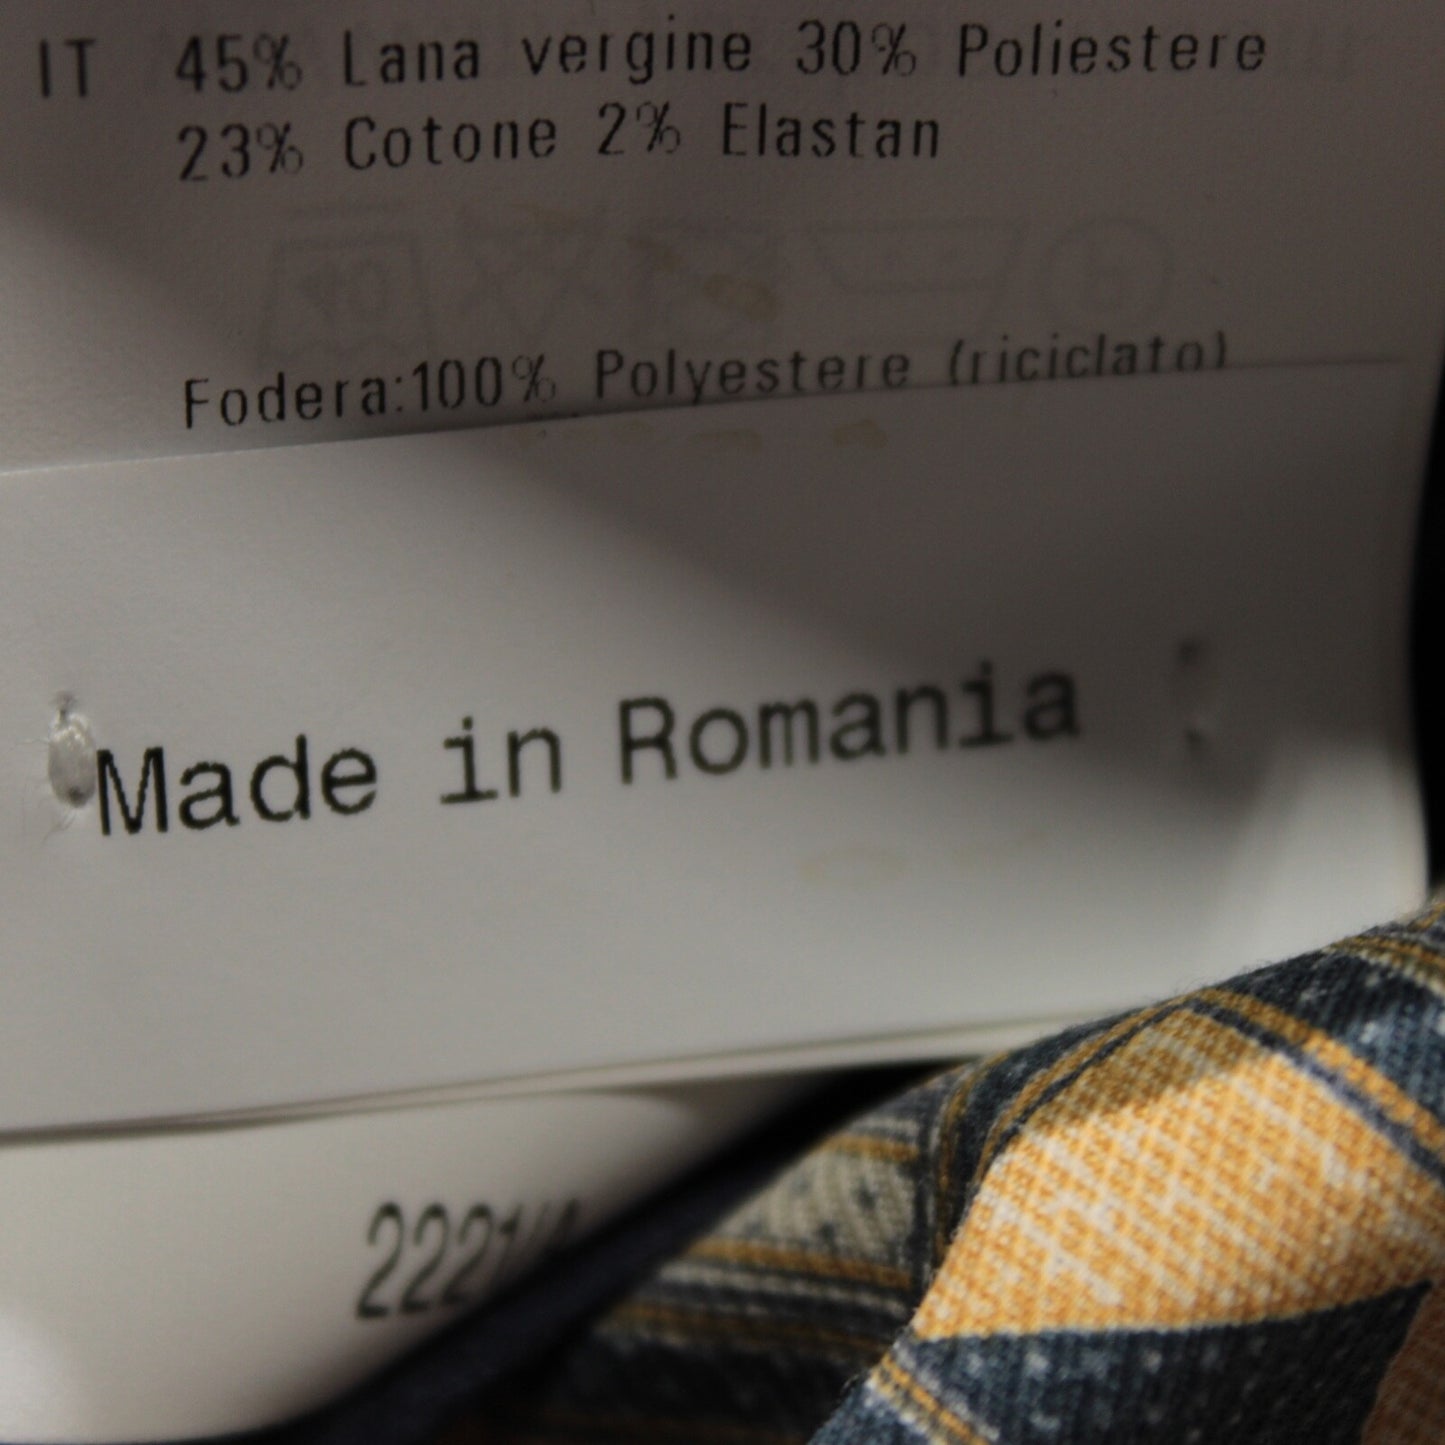 IT 45% Lana vergine 30% Poliestere
23% Cotone 2% Elastan
Fodera:100% Polyestere (riciclato)
Made in Romania